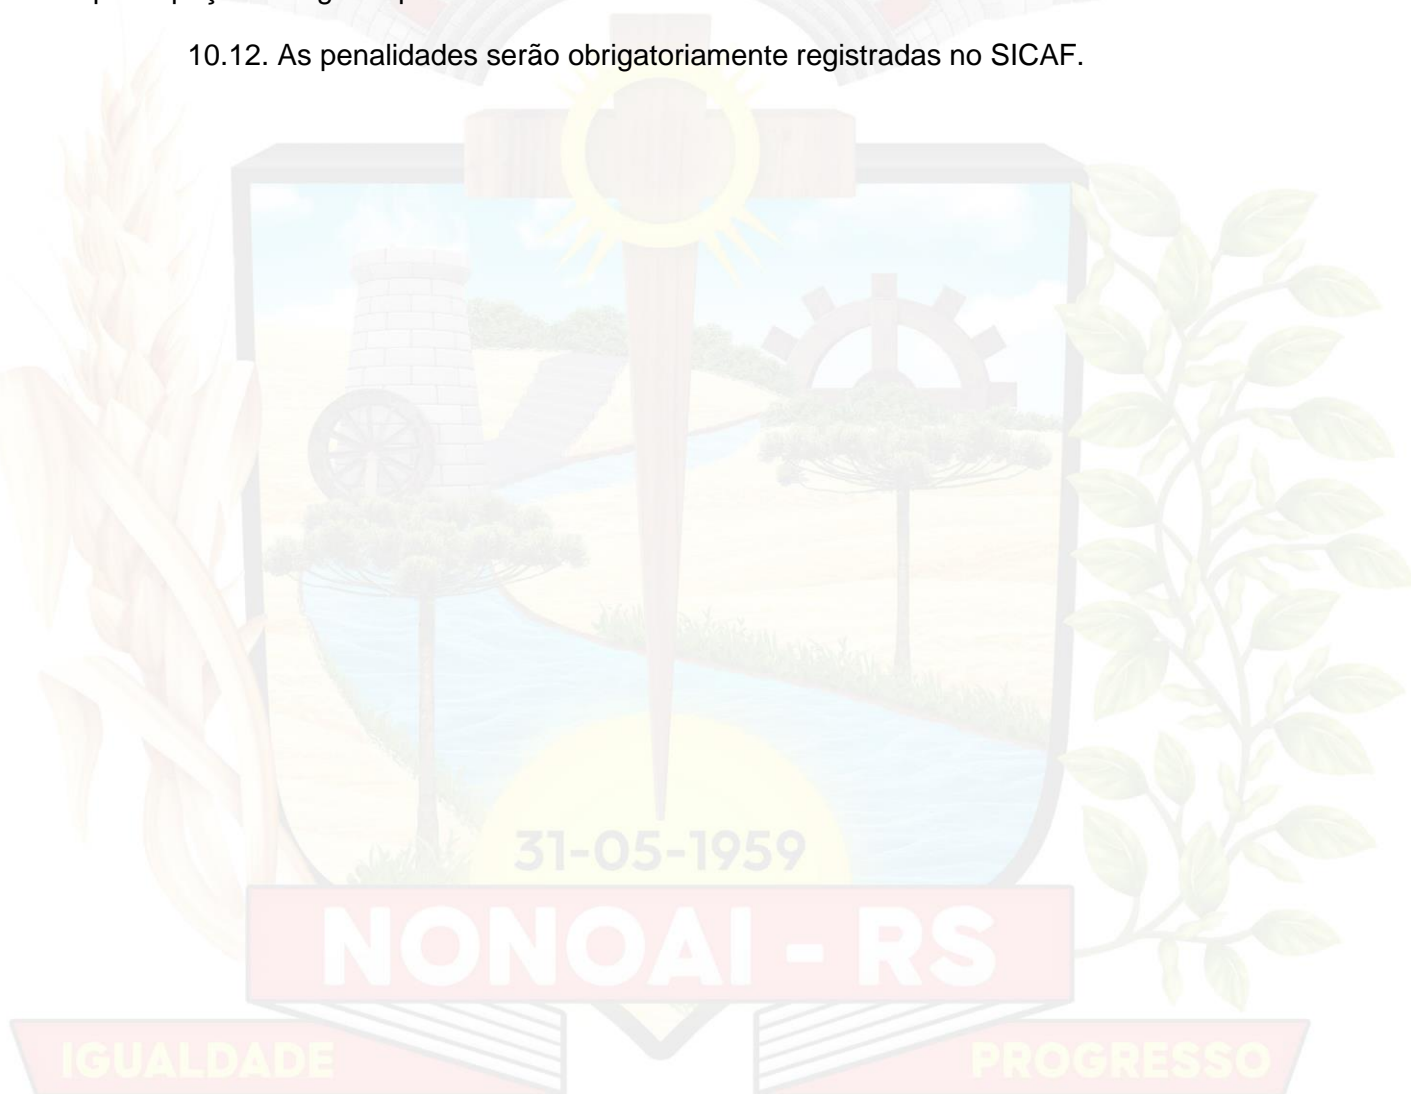 10.12. As penalidades serão obrigatoriamente registradas no SICAF.
31-05-1959
NONOAI - RS
IGUALDADE
PROGRESSO